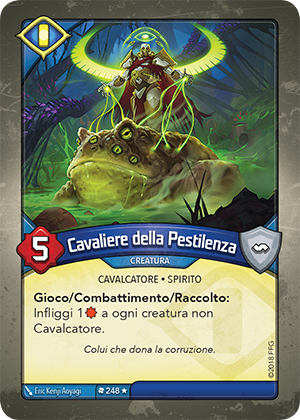 Cavaliere della Pestilenza
5
CREATURA
CAVALCATORE • SPIRITO
Gioco/Combattimento/Raccolto:
Infliggi 1 a ogni creatura non
Cavalcatore.
Colui che dona la corruzione.
Eric Kenji Aoyagi
248
©2018 FFG